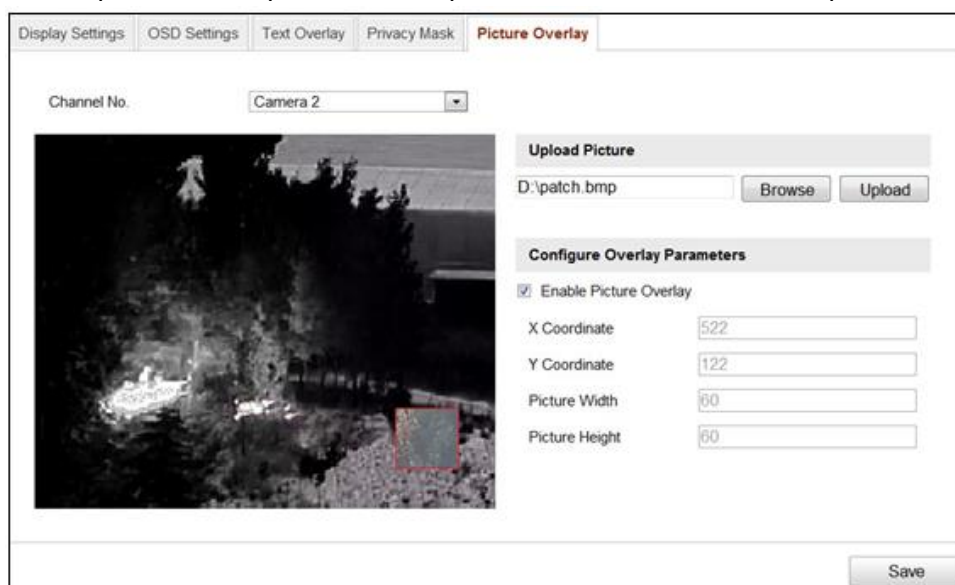 Display Settings OSD Settings Text Overlay Privacy Mask Picture Overlay
Channel No. Camera 2
Upload Picture
D:\patch.bmp Browse Upload
Configure Overlay Parameters
Enable Picture Overlay
X Coordinate 522
Y Coordinate 122
Picture Width 60
Picture Height 60
Save